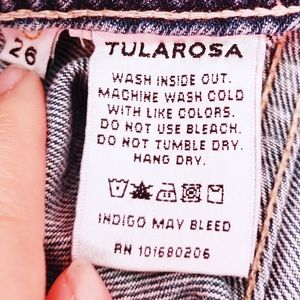 26
TULAROSA
WASH INSIDE OUT.
MACHINE WASH COLD
WITH LIKE COLORS.
DO NOT USE BLEACH.
DO NOT TUMBLE DRY.
HANG DRY.
INDIGO MAY BLEED
RN 101680206